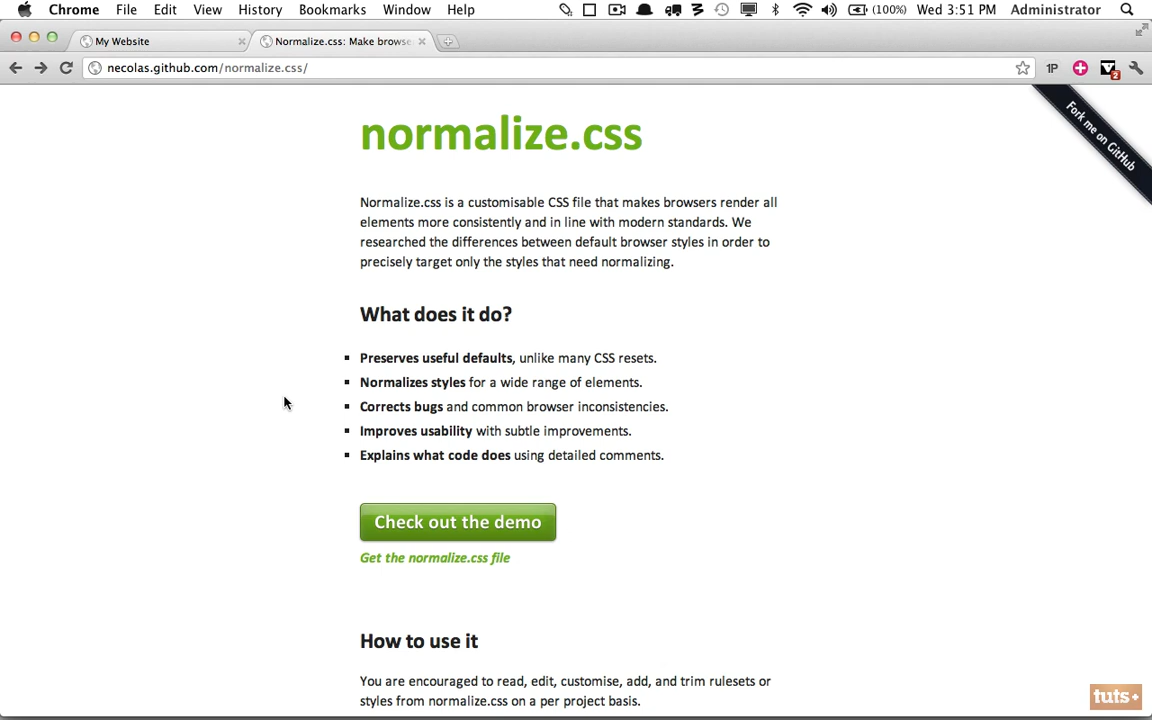 Chrome File Edit View History Bookmarks Window Help (100%) Wed 3:51 PM Administrator
My Website Normalize.css: Make browse
necolas.github.com/normalize.css/ 1P 2
Fork me on GitHub
normalize.css
Normalize.css is a customisable CSS file that makes browsers render all
elements more consistently and in line with modern standards. We
researched the differences between default browser styles in order to
precisely target only the styles that need normalizing.
What does it do?
Preserves useful defaults, unlike many CSS resets.
Normalizes styles for a wide range of elements.
Corrects bugs and common browser inconsistencies.
Improves usability with subtle improvements.
Explains what code does using detailed comments.
Check out the demo
Get the normalize.css file
How to use it
You are encouraged to read, edit, customise, add, and trim rulesets or
styles from normalize.css on a per project basis.
tuts+